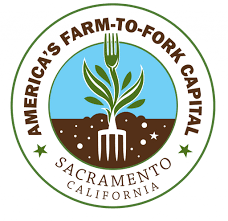 AMERICA'S FARM-TO-FORK CAPITAL
SACRAMENTO
CALIFORNIA